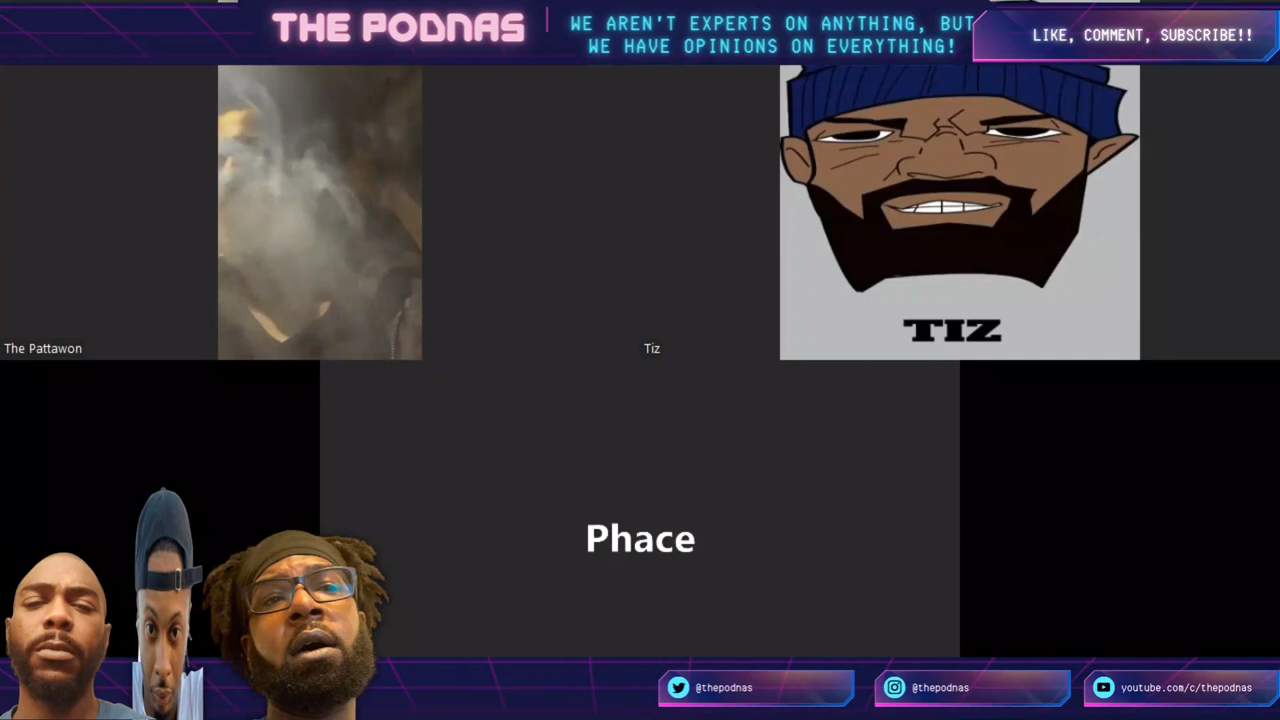 THE PODNAS
WE AREN'T EXPERTS ON ANYTHING, BUT
WE HAVE OPINIONS ON EVERYTHING!
LIKE, COMMENT, SUBSCRIBE!!
TIZ
The Pattawon
Tiz
Phace
@thepodnas
@thepodnas
youtube.com/c/thepodnas